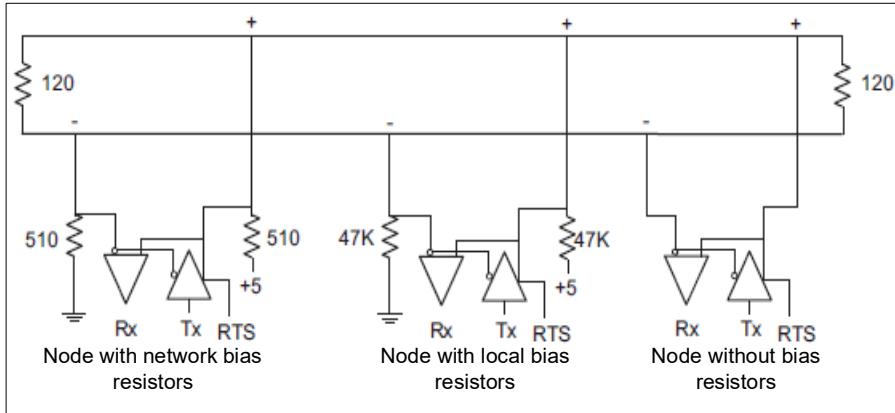 + + +
120
120
- - -
510
510
47K
47K
+5
+5
Rx Tx RTS
Rx Tx RTS
Rx Tx RTS
Node with network bias
resistors
Node with local bias
resistors
Node without bias
resistors